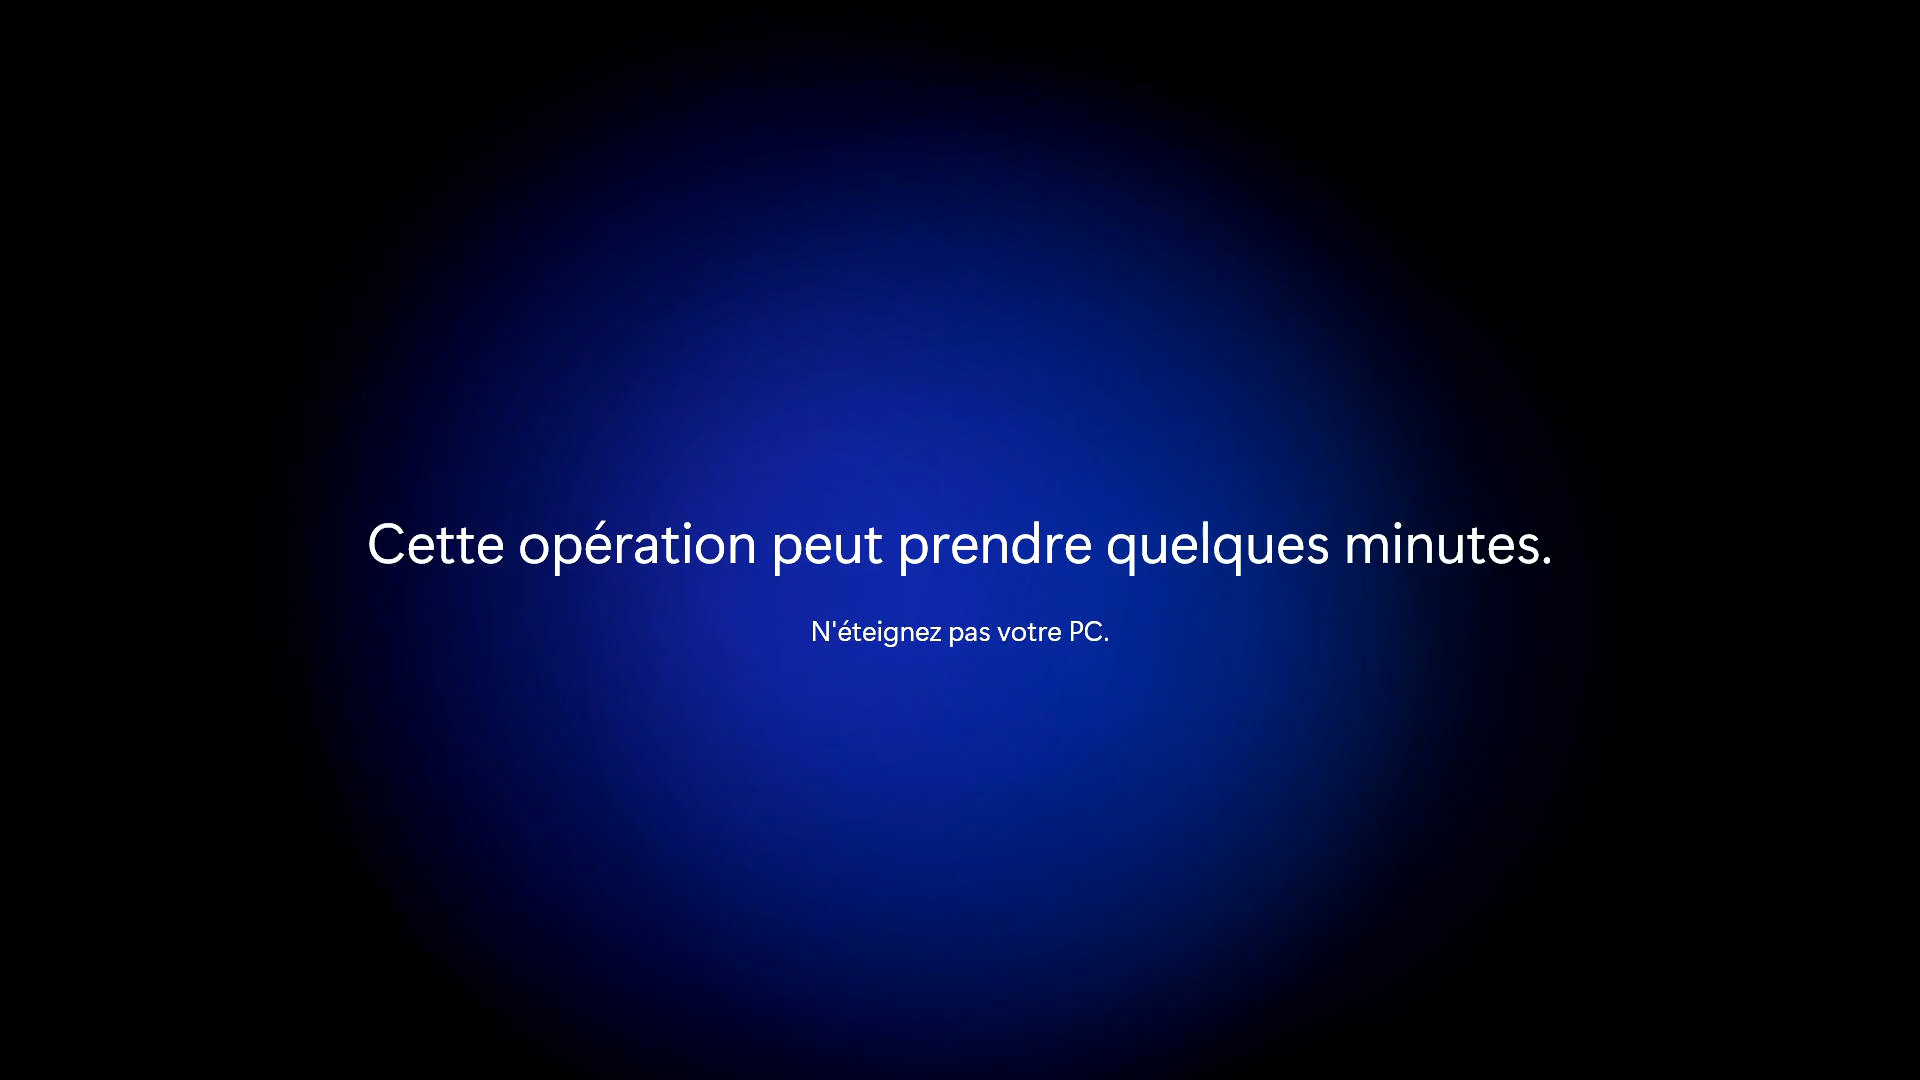 Cette opération peut prendre quelques minutes.
N'éteignez pas votre PC.